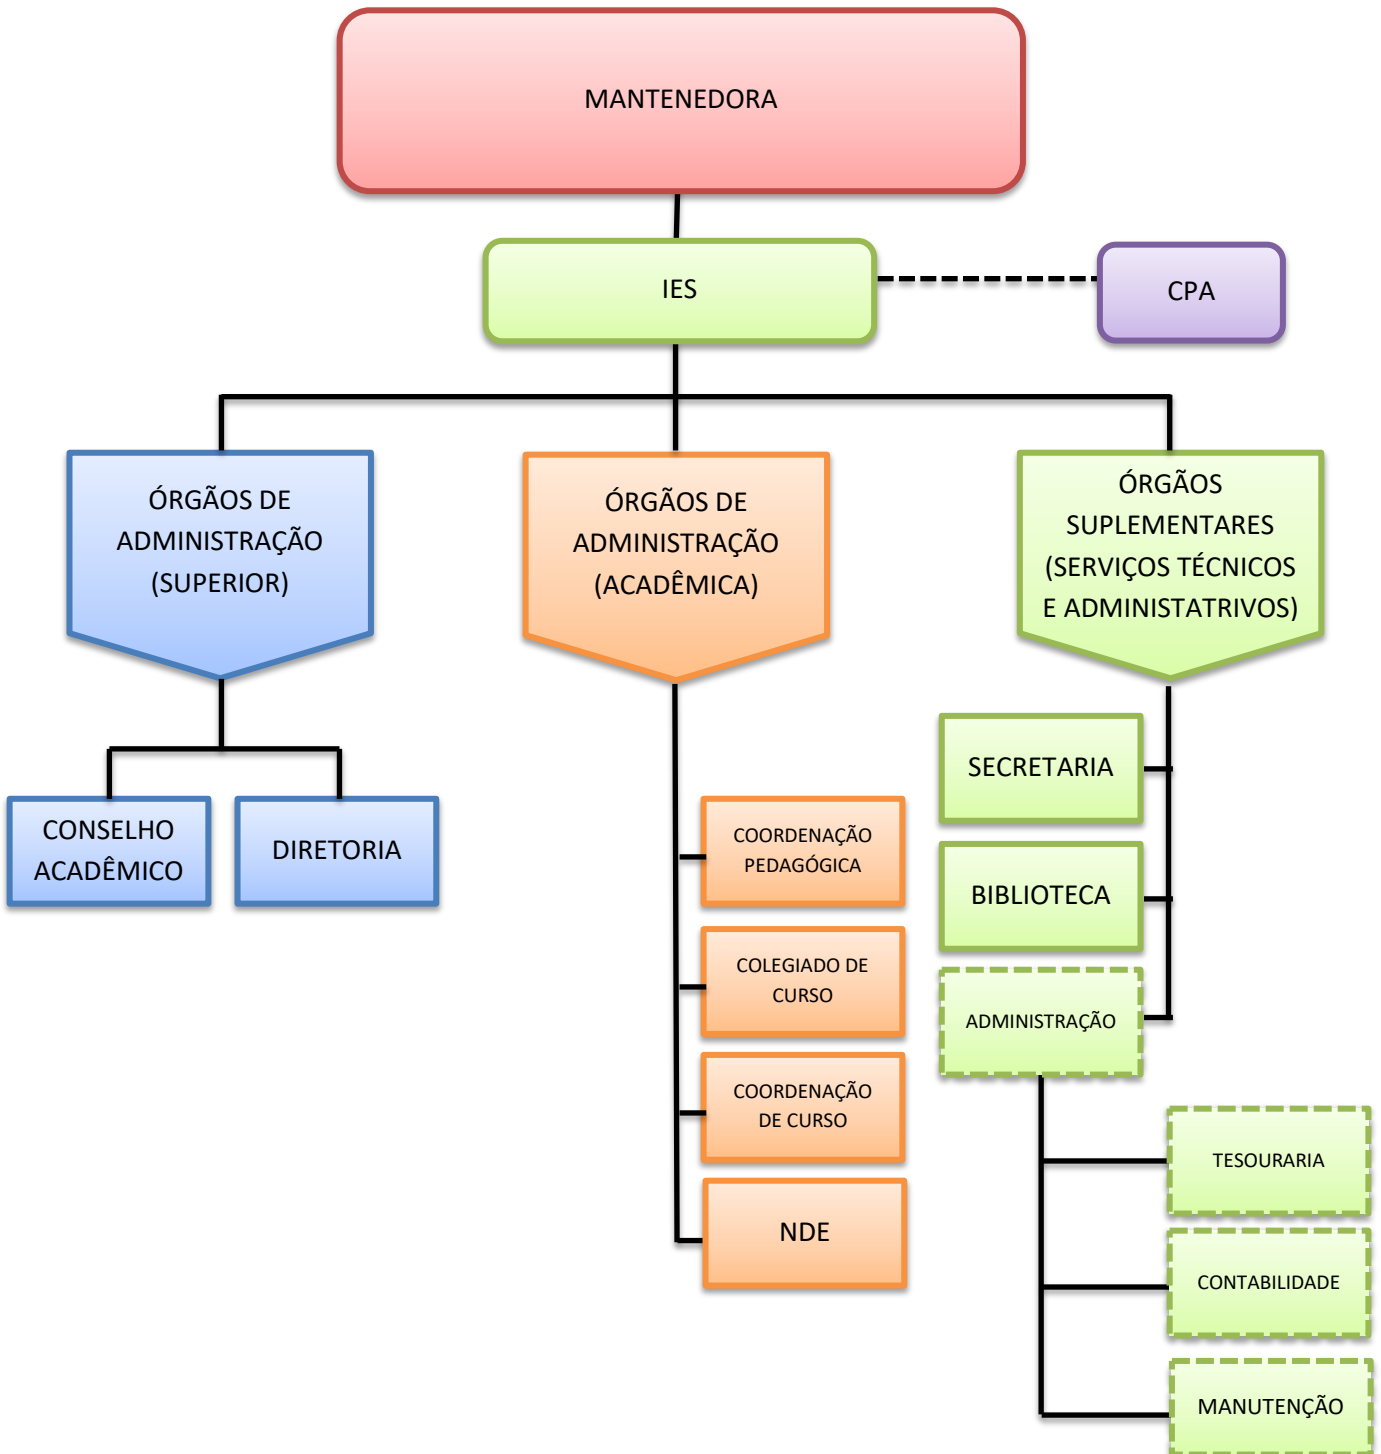 MANTENEDORA
IES
CPA
ÓRGÃOS DE
ADMINISTRAÇÃO
(SUPERIOR)
ÓRGÃOS DE
ADMINISTRAÇÃO
(ACADÊMICA)
ÓRGÃOS
SUPLEMENTARES
(SERVIÇOS TÉCNICOS
E ADMINISTATRIVOS)
CONSELHO
ACADÊMICO
DIRETORIA
COORDENAÇÃO
PEDAGÓGICA
COLEGIADO DE
CURSO
COORDENAÇÃO
DE CURSO
NDE
SECRETARIA
BIBLIOTECA
ADMINISTRAÇÃO
TESOURARIA
CONTABILIDADE
MANUTENÇÃO